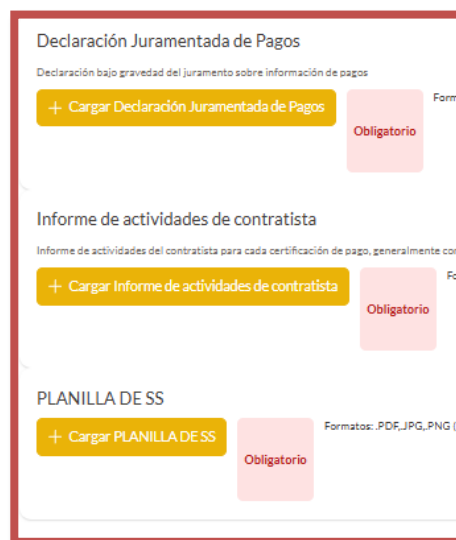 Declaración Juramentada de Pagos
Declaración bajo gravedad del juramento sobre información de pagos
+ Cargar Declaración Juramentada de Pagos
Obligatorio
Informe de actividades de contratista
Informe de actividades del contratista para cada certificación de pago, generalmente
+ Cargar Informe de actividades de contratista
Obligatorio
PLANILLA DE SS
+ Cargar PLANILLA DE SS
Obligatorio
Formatos: .PDF,.JPG,.PNG (